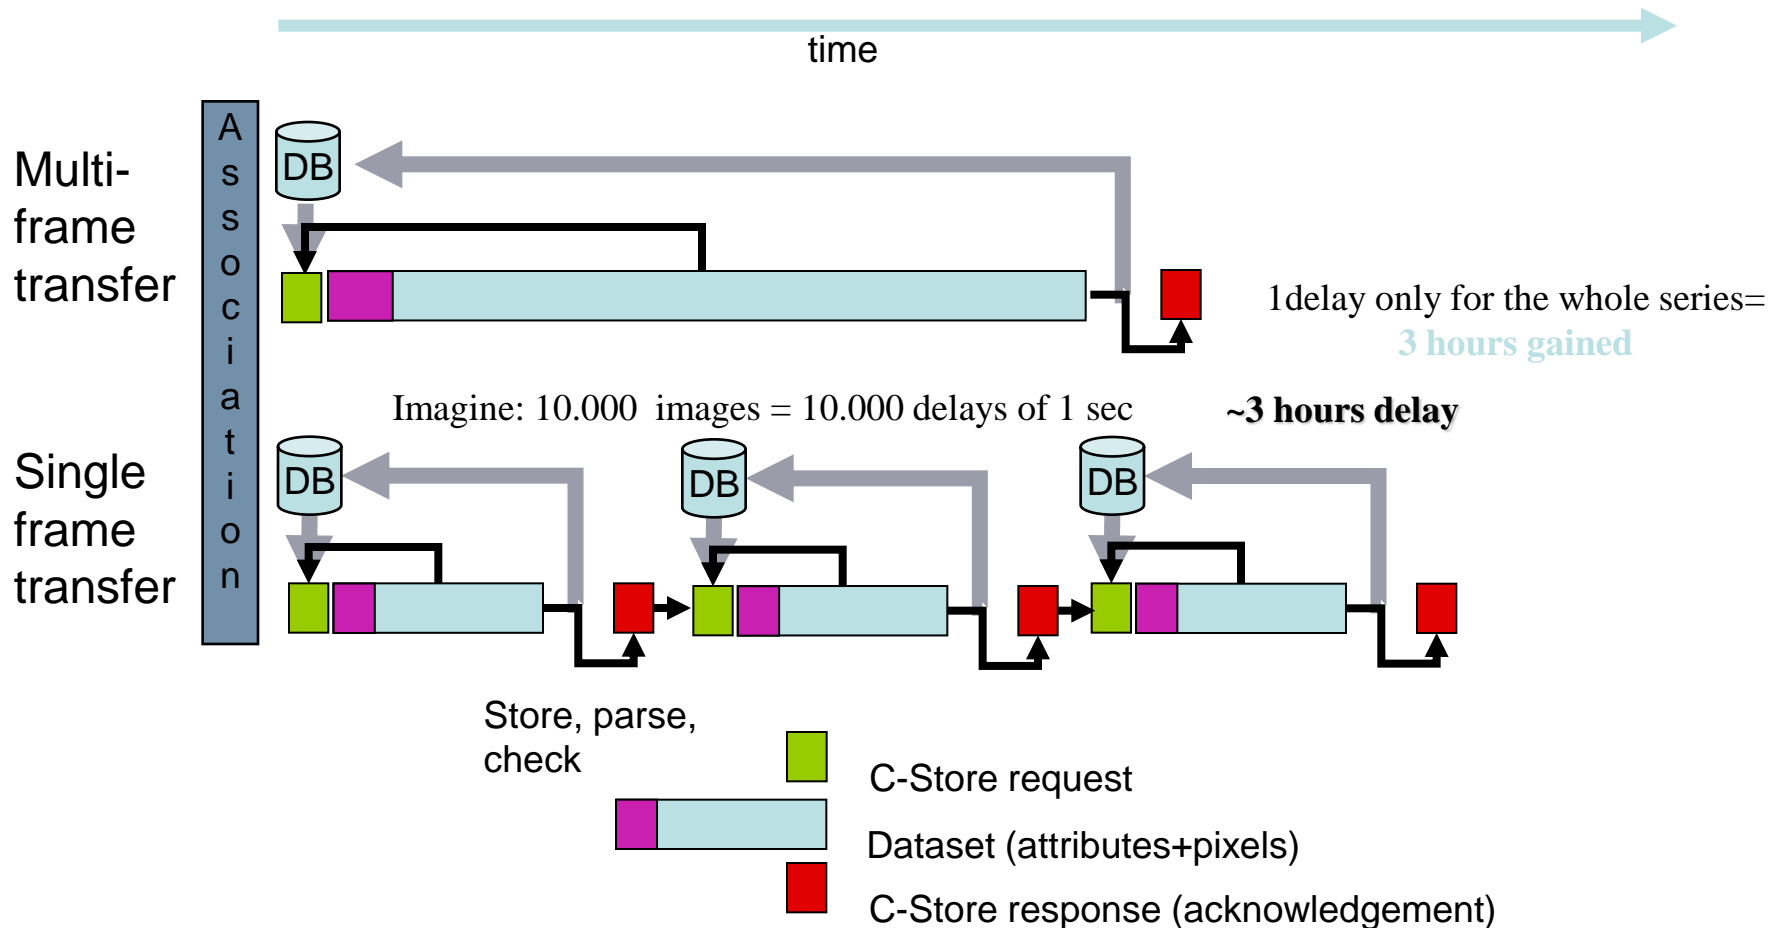 time
Association
Multi-
frame
transfer
DB
1delay only for the whole series=
3 hours gained
Imagine: 10.000 images = 10.000 delays of 1 sec
~3 hours delay
Single
frame
transfer
DB
DB
DB
Store, parse,
check
C-Store request
Dataset (attributes+pixels)
C-Store response (acknowledgement)